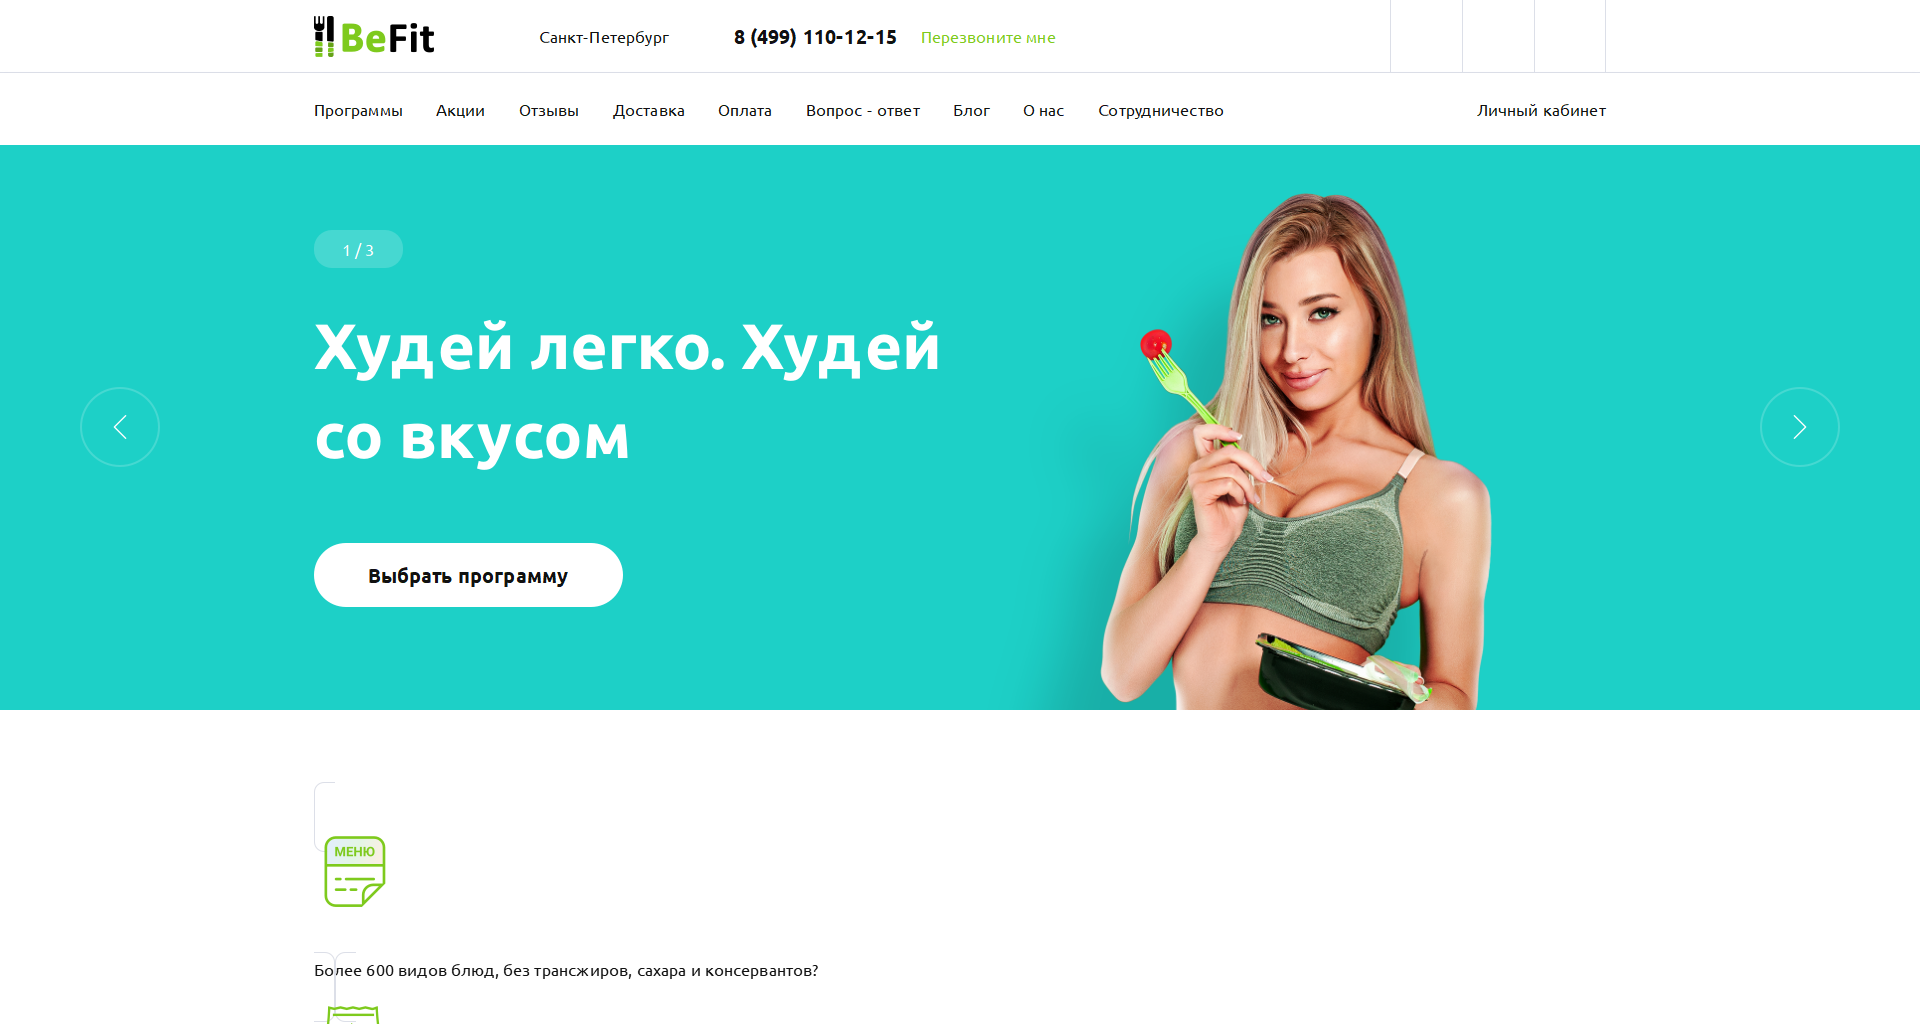 BeFit
Санкт-Петербург
8 (499) 110-12-15
Перезвоните мне
Программы
Акции
Отзывы
Доставка
Оплата
Вопрос - ответ
Блог
О нас
Сотрудничество
Личный кабинет
1 / 3
Худей легко. Худей
со вкусом
Выбрать программу
МЕНЮ
Более 600 видов блюд, без трансжиров, сахара и консервантов?